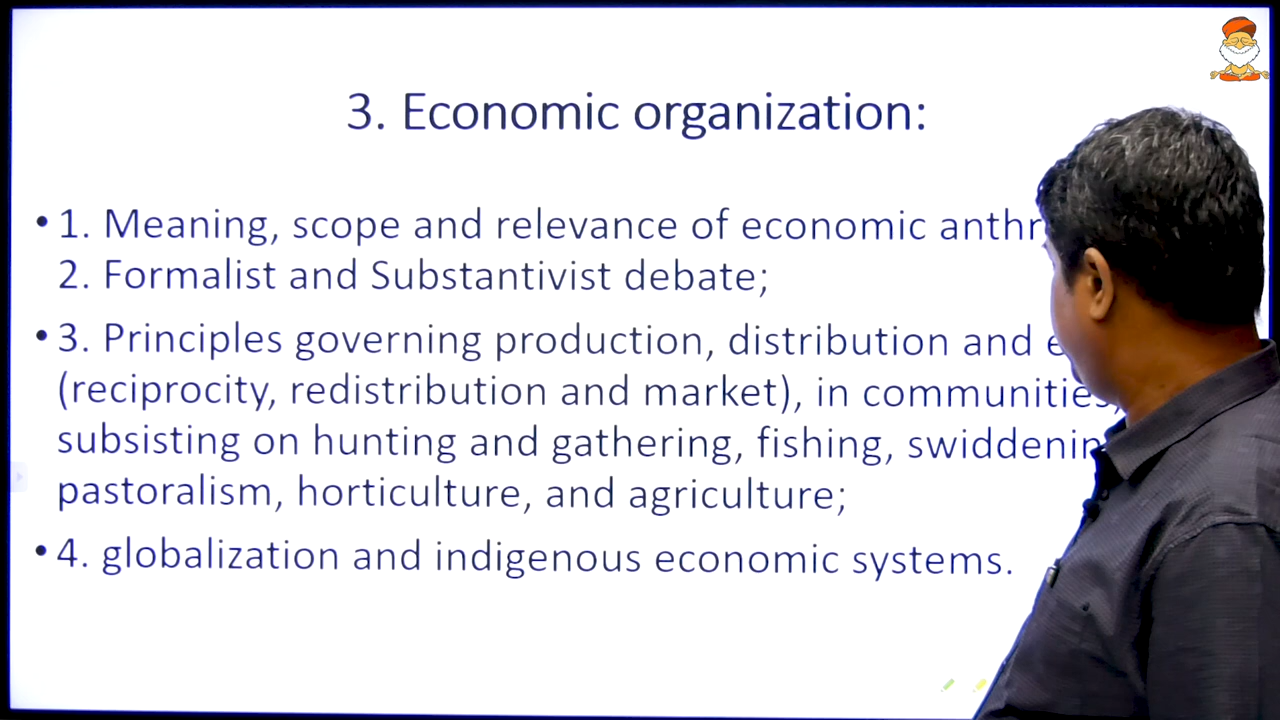 3. Economic organization:
• 1. Meaning, scope and relevance of economic
2. Formalist and Substantivist debate;
• 3. Principles governing production, distribution and
(reciprocity, redistribution and market), in communities,
subsisting on hunting and gathering, fishing,
pastoralism, horticulture, and agriculture;
• 4. globalization and indigenous economic systems.